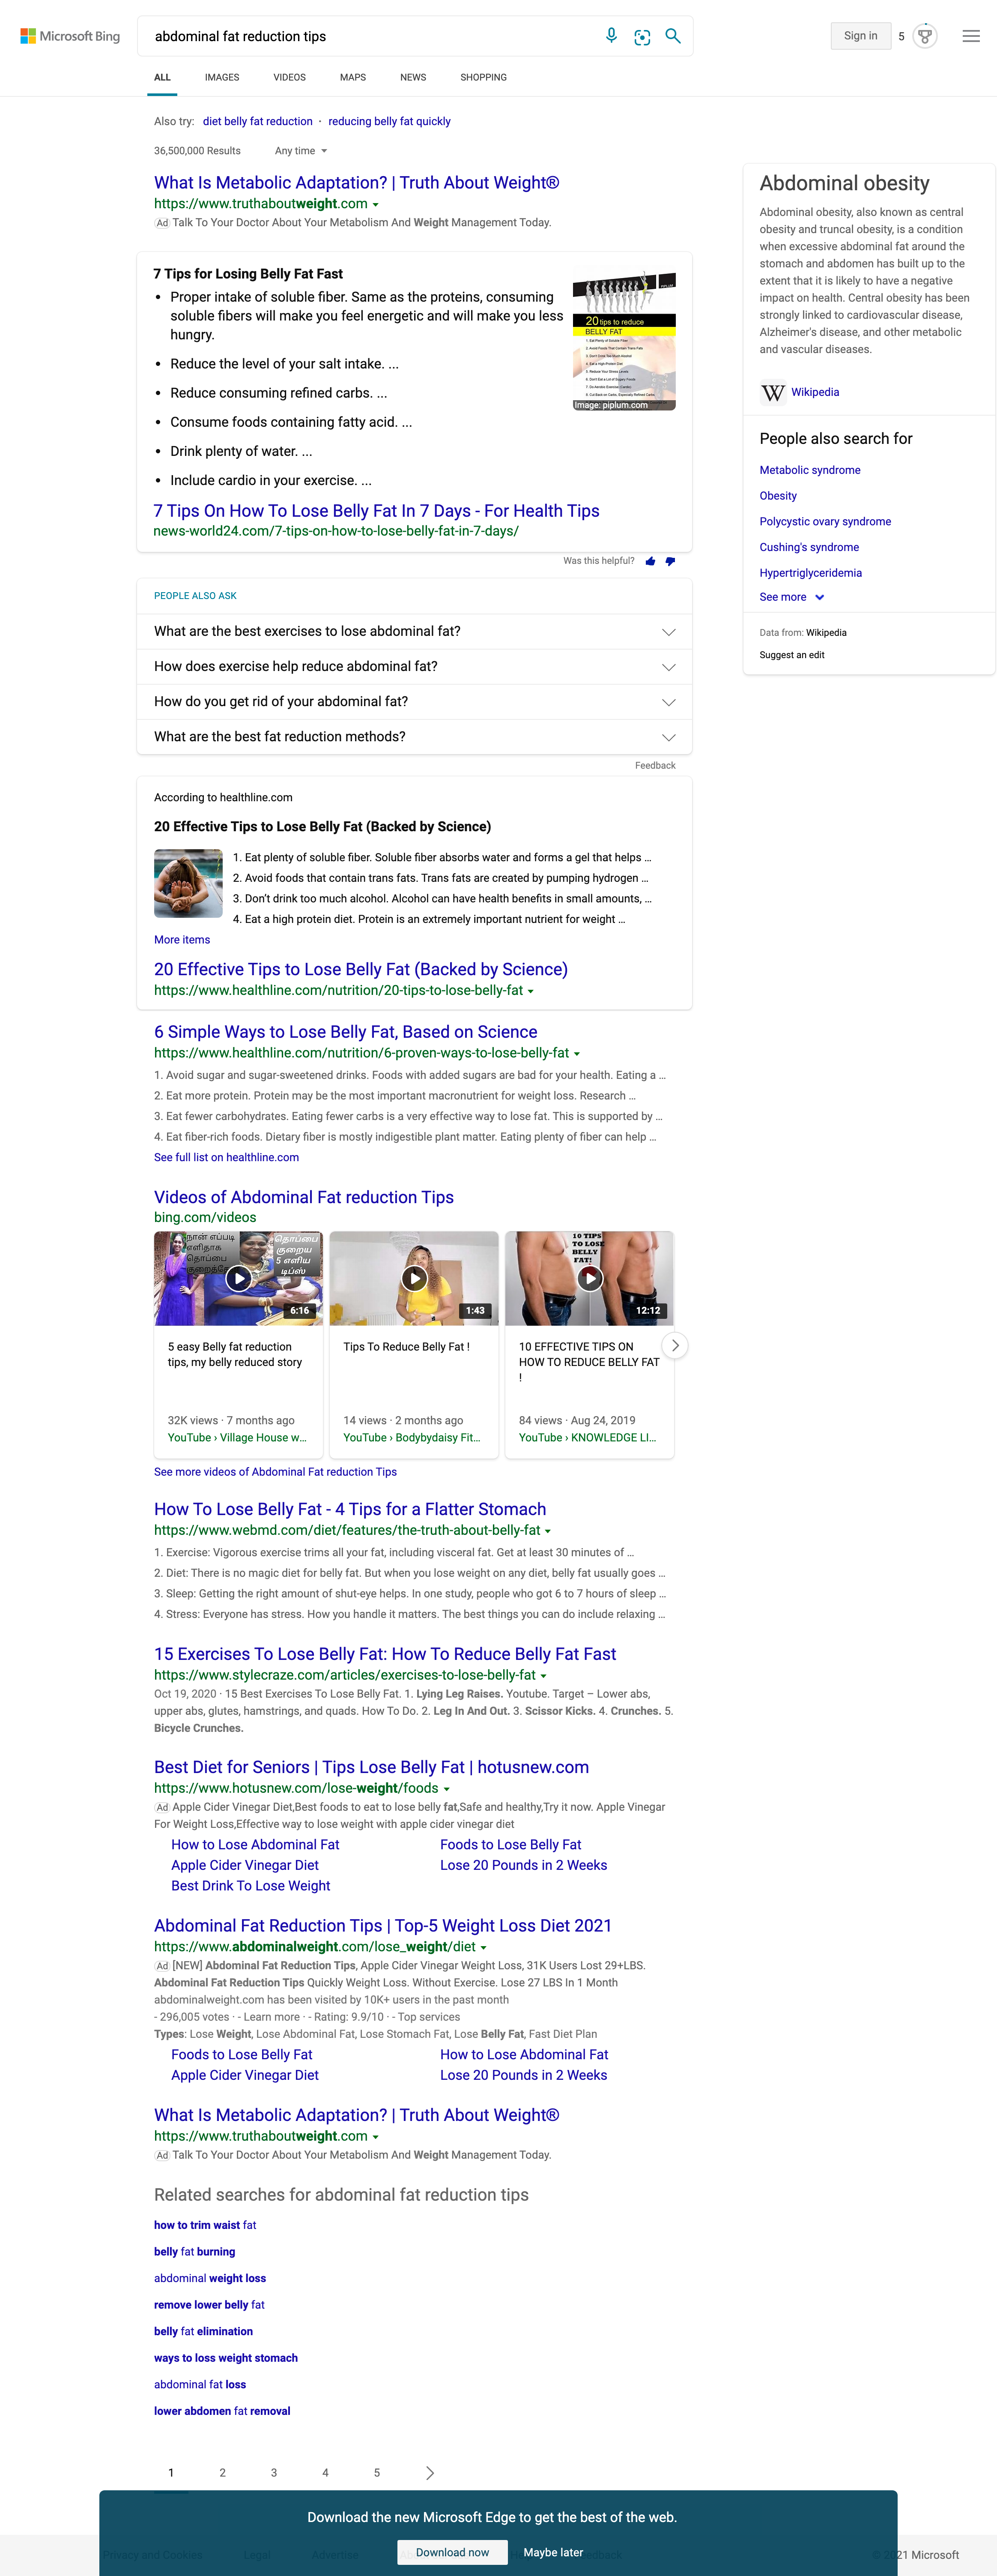 Microsoft Bing
abdominal fat reduction tips
Sign in
5
ALL
IMAGES
VIDEOS
MAPS
NEWS
SHOPPING
Also try: diet belly fat reduction · reducing belly fat quickly
36,500,000 Results
Any time
What Is Metabolic Adaptation? | Truth About Weight®
https://www.truthaboutweight.com
Ad Talk To Your Doctor About Your Metabolism And Weight Management Today.
7 Tips for Losing Belly Fat Fast
• Proper intake of soluble fiber. Same as the proteins, consuming
soluble fibers will make you feel energetic and will make you less
hungry.
• Reduce the level of your salt intake. ...
• Reduce consuming refined carbs. ...
• Consume foods containing fatty acid. ...
• Drink plenty of water. ...
• Include cardio in your exercise. ...
20 tips to reduce
BELLY FAT
1. Eat Plenty of Soluble Fiber
2. Avoid Foods That Contain Trans Fats
3. Don't Drink Too Much Alcohol
4. Eat a High Protein Diet
5. Reduce Your Stress Levels
6. Don't Eat a Lot of Sugary Foods
7. Do Aerobic Exercise (Cardio)
8. Cut Back on Carbs, Especially Refined Carbs
Image: piplum.com
7 Tips On How To Lose Belly Fat In 7 Days - For Health Tips
news-world24.com/7-tips-on-how-to-lose-belly-fat-in-7-days/
Was this helpful?
PEOPLE ALSO ASK
What are the best exercises to lose abdominal fat?
How does exercise help reduce abdominal fat?
How do you get rid of your abdominal fat?
What are the best fat reduction methods?
Feedback
According to healthline.com
20 Effective Tips to Lose Belly Fat (Backed by Science)
1. Eat plenty of soluble fiber. Soluble fiber absorbs water and forms a gel that helps ...
2. Avoid foods that contain trans fats. Trans fats are created by pumping hydrogen ...
3. Don't drink too much alcohol. Alcohol can have health benefits in small amounts, ...
4. Eat a high protein diet. Protein is an extremely important nutrient for weight ...
More items
20 Effective Tips to Lose Belly Fat (Backed by Science)
https://www.healthline.com/nutrition/20-tips-to-lose-belly-fat
6 Simple Ways to Lose Belly Fat, Based on Science
https://www.healthline.com/nutrition/6-proven-ways-to-lose-belly-fat
1. Avoid sugar and sugar-sweetened drinks. Foods with added sugars are bad for your health. Eating a ...
2. Eat more protein. Protein may be the most important macronutrient for weight loss. Research ...
3. Eat fewer carbohydrates. Eating fewer carbs is a very effective way to lose fat. This is supported by ...
4. Eat fiber-rich foods. Dietary fiber is mostly indigestible plant matter. Eating plenty of fiber can help ...
See full list on healthline.com
Videos of Abdominal Fat reduction Tips
bing.com/videos
நான் எப்படி
எளிதாக
தொப்பை
தொப்பை
குறைய
5 எளிய
டிப்ஸ்
6:16
5 easy Belly fat reduction
tips, my belly reduced story
32K views · 7 months ago
YouTube › Village House w...
1:43
Tips To Reduce Belly Fat !
14 views · 2 months ago
YouTube › Bodybydaisy Fit...
10 TIPS
TO LOSE
BELLY
FAT!
12:12
10 EFFECTIVE TIPS ON
HOW TO REDUCE BELLY FAT
!
84 views · Aug 24, 2019
YouTube › KNOWLEDGE LI...
See more videos of Abdominal Fat reduction Tips
How To Lose Belly Fat - 4 Tips for a Flatter Stomach
https://www.webmd.com/diet/features/the-truth-about-belly-fat
1. Exercise: Vigorous exercise trims all your fat, including visceral fat. Get at least 30 minutes of ...
2. Diet: There is no magic diet for belly fat. But when you lose weight on any diet, belly fat usually goes ...
3. Sleep: Getting the right amount of shut-eye helps. In one study, people who got 6 to 7 hours of sleep ...
4. Stress: Everyone has stress. How you handle it matters. The best things you can do include relaxing ...
15 Exercises To Lose Belly Fat: How To Reduce Belly Fat Fast
https://www.stylecraze.com/articles/exercises-to-lose-belly-fat
Oct 19, 2020 · 15 Best Exercises To Lose Belly Fat. 1. Lying Leg Raises. Youtube. Target – Lower abs,
upper abs, glutes, hamstrings, and quads. How To Do. 2. Leg In And Out. 3. Scissor Kicks. 4. Crunches. 5.
Bicycle Crunches.
Best Diet for Seniors | Tips Lose Belly Fat | hotusnew.com
https://www.hotusnew.com/lose-weight/foods
Ad Apple Cider Vinegar Diet,Best foods to eat to lose belly fat,Safe and healthy,Try it now. Apple Vinegar
For Weight Loss,Effective way to lose weight with apple cider vinegar diet
How to Lose Abdominal Fat
Foods to Lose Belly Fat
Apple Cider Vinegar Diet
Lose 20 Pounds in 2 Weeks
Best Drink To Lose Weight
Abdominal Fat Reduction Tips | Top-5 Weight Loss Diet 2021
https://www.abdominalweight.com/lose_weight/diet
Ad [NEW] Abdominal Fat Reduction Tips, Apple Cider Vinegar Weight Loss, 31K Users Lost 29+LBS.
Abdominal Fat Reduction Tips Quickly Weight Loss. Without Exercise. Lose 27 LBS In 1 Month
abdominalweight.com has been visited by 10K+ users in the past month
- 296,005 votes · - Learn more · - Rating: 9.9/10 · - Top services
Types: Lose Weight, Lose Abdominal Fat, Lose Stomach Fat, Lose Belly Fat, Fast Diet Plan
Foods to Lose Belly Fat
How to Lose Abdominal Fat
Apple Cider Vinegar Diet
Lose 20 Pounds in 2 Weeks
What Is Metabolic Adaptation? | Truth About Weight®
https://www.truthaboutweight.com
Ad Talk To Your Doctor About Your Metabolism And Weight Management Today.
Related searches for abdominal fat reduction tips
how to trim waist fat
belly fat burning
abdominal weight loss
remove lower belly fat
belly fat elimination
ways to loss weight stomach
abdominal fat loss
lower abdomen fat removal
1
2
3
4
5
Abdominal obesity
Abdominal obesity, also known as central
obesity and truncal obesity, is a condition
when excessive abdominal fat around the
stomach and abdomen has built up to the
extent that it is likely to have a negative
impact on health. Central obesity has been
strongly linked to cardiovascular disease,
Alzheimer's disease, and other metabolic
and vascular diseases.
W Wikipedia
People also search for
Metabolic syndrome
Obesity
Polycystic ovary syndrome
Cushing's syndrome
Hypertriglyceridemia
See more
Data from: Wikipedia
Suggest an edit
Download the new Microsoft Edge to get the best of the web.
Download now
Maybe later
Privacy and Cookies
Legal
Advertise
21 Microsoft